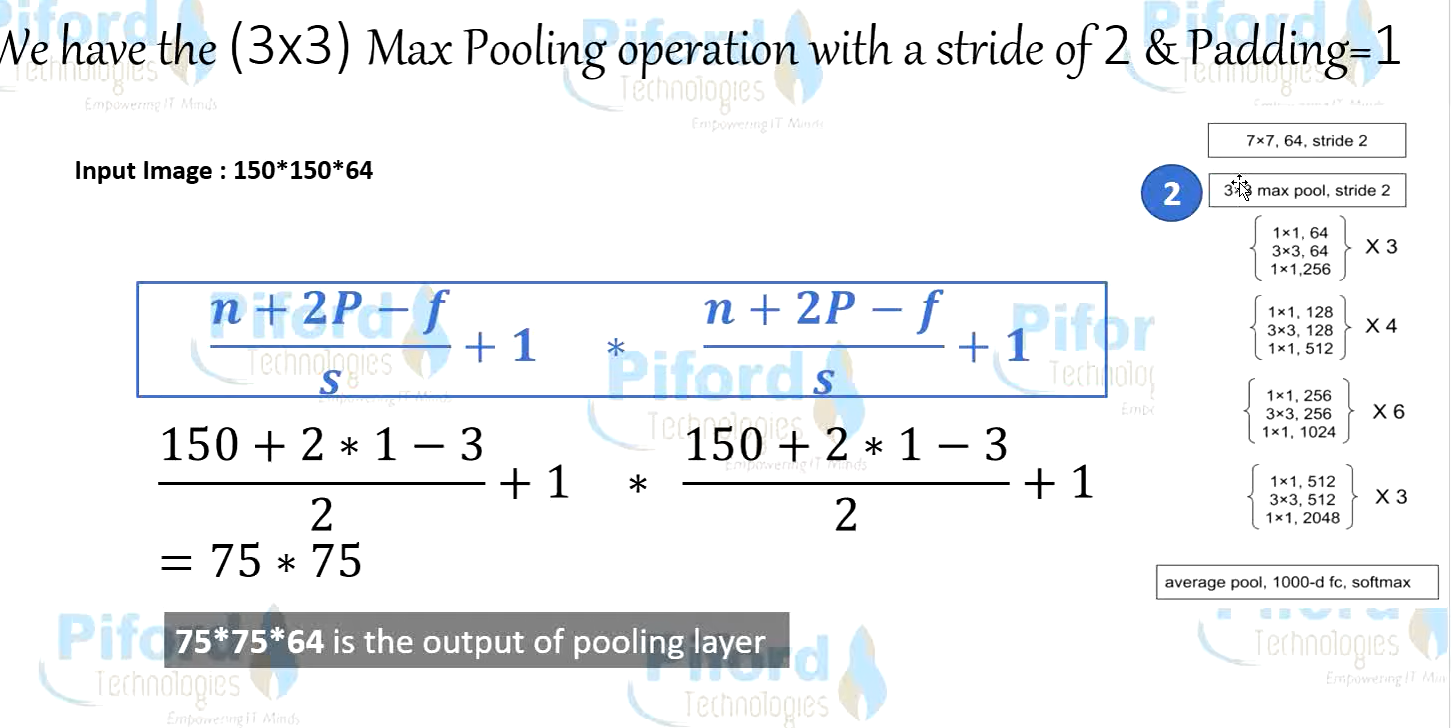 We have the (3x3) Max Pooling operation with a stride of 2 & Padding=1
Input Image : 150*150*64
n + 2P − f / s + 1 * n + 2P − f / s + 1
150 + 2 ∗ 1 − 3 / 2 + 1 ∗ 150 + 2 ∗ 1 − 3 / 2 + 1
= 75 ∗ 75
75*75*64 is the output of pooling layer
7×7, 64, stride 2
2
3×3 max pool, stride 2
1×1, 64
3×3, 64
1×1,256
X 3
1×1, 128
3×3, 128
1×1, 512
X 4
1×1, 256
3×3, 256
1×1, 1024
X 6
1×1, 512
3×3, 512
1×1, 2048
X 3
average pool, 1000-d fc, softmax
Piford
Technologies
Empowering IT Minds